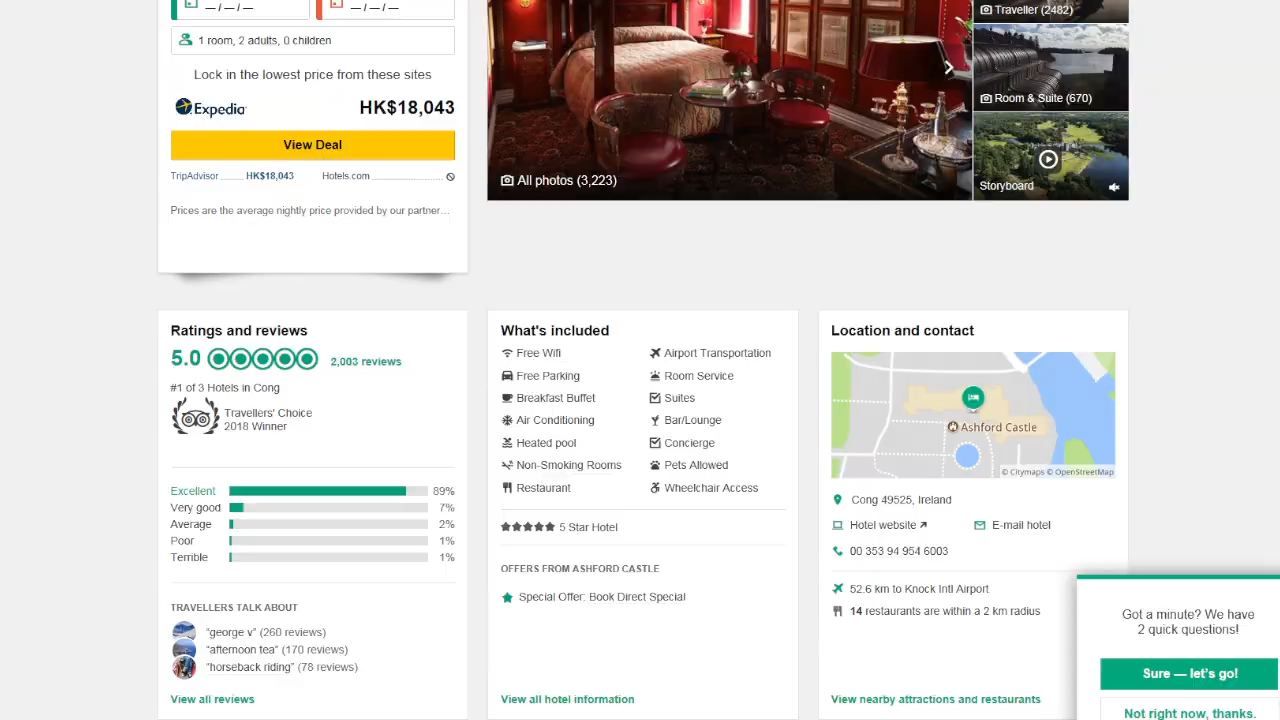 — / — / —
— / — / —
1 room, 2 adults, 0 children
Lock in the lowest price from these sites
Expedia
HK$18,043
View Deal
TripAdvisor HK$18,043
Hotels.com
Prices are the average nightly price provided by our partner…
All photos (3,223)
Traveller (2482)
Room & Suite (670)
Storyboard
Ratings and reviews
5.0
2,003 reviews
#1 of 3 Hotels in Cong
Travellers' Choice
2018 Winner
Excellent 89%
Very good 7%
Average 2%
Poor 1%
Terrible 1%
TRAVELLERS TALK ABOUT
“george v” (260 reviews)
“afternoon tea” (170 reviews)
“horseback riding” (78 reviews)
View all reviews
What's included
Free Wifi
Free Parking
Breakfast Buffet
Air Conditioning
Heated pool
Non-Smoking Rooms
Restaurant
Airport Transportation
Room Service
Suites
Bar/Lounge
Concierge
Pets Allowed
Wheelchair Access
5 Star Hotel
OFFERS FROM ASHFORD CASTLE
Special Offer: Book Direct Special
View all hotel information
Location and contact
Ashford Castle
© Citymaps © OpenStreetMap
Cong 49525, Ireland
Hotel website
E-mail hotel
00 353 94 954 6003
52.6 km to Knock Intl Airport
14 restaurants are within a 2 km radius
View nearby attractions and restaurants
Got a minute? We have
2 quick questions!
Sure — let's go!
Not right now, thanks.